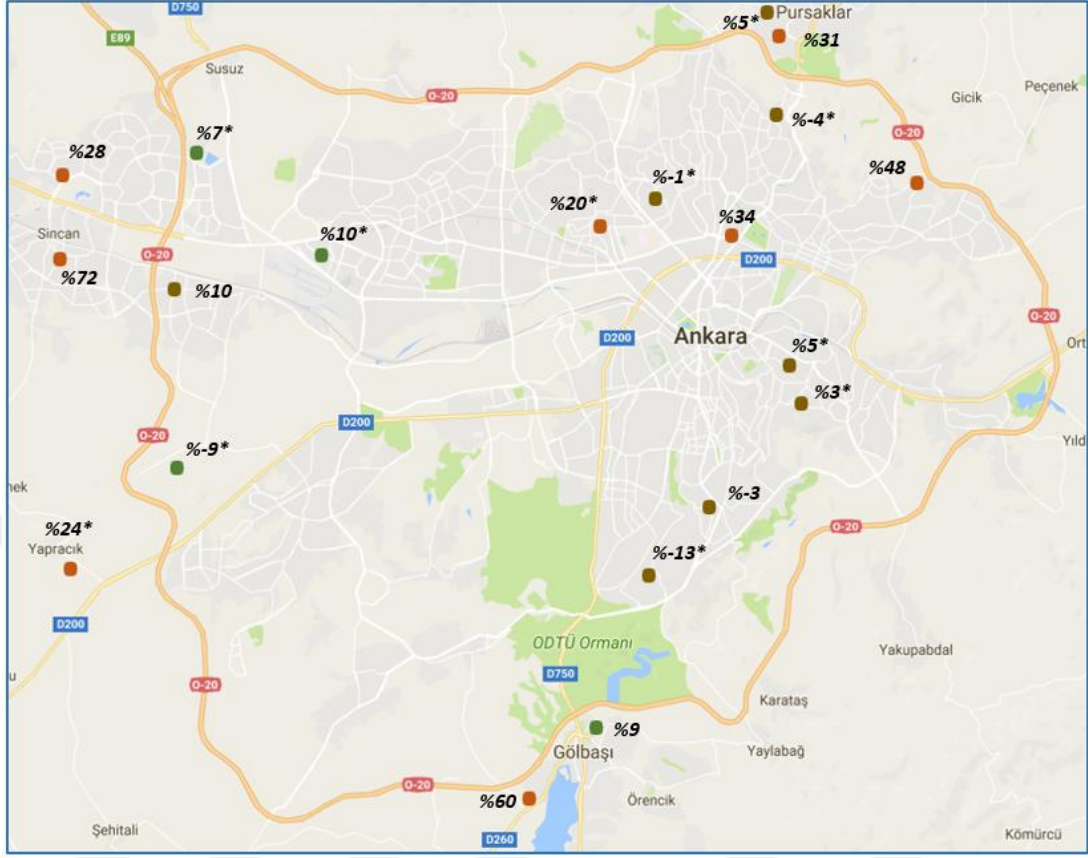 D750
%5*
Pursaklar
E89
%31
Susuz
O-20
Peçenek
Gicik
%-4*
%7*
O-20
%28
%-1*
%48
%20*
%34
Sincan
%10*
O-20
D200
%72
%10
O-20
D200
Ankara
Ort
%5*
%3*
D200
O-20
Yıld
%-9*
nek
%-3
%24*
O-20
Yapracık
%-13*
D200
ODTÜ Ormanı
Yakupabdal
u
D750
O-20
Karataş
%9
Gölbaşı
Yaylabağ
O-20
%60
Örencik
Şehitali
D260
Kömürcü